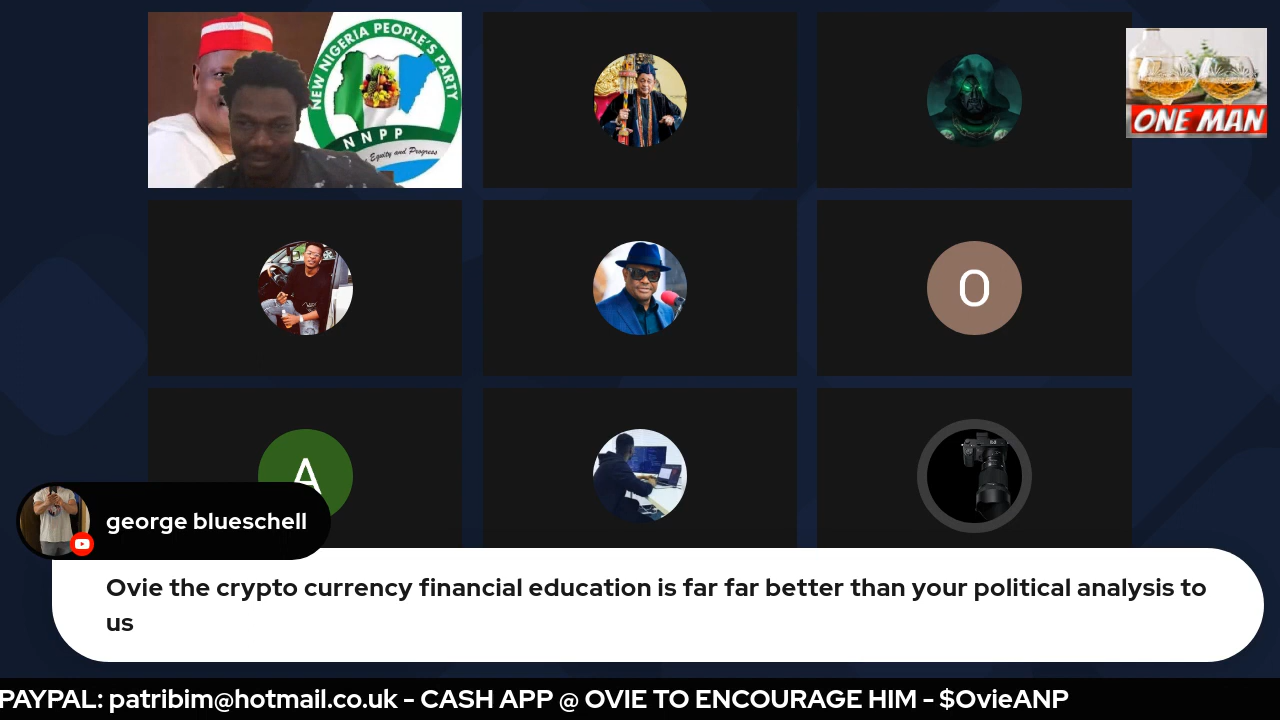 NEW NIGERIA PEOPLE'S PARTY
NNPP
Equity and Progress
ONE MAN
O
A
george blueschell
Ovie the crypto currency financial education is far far better than your political analysis to
us
PAYPAL: patribim@hotmail.co.uk - CASH APP @ OVIE TO ENCOURAGE HIM - $OvieANP